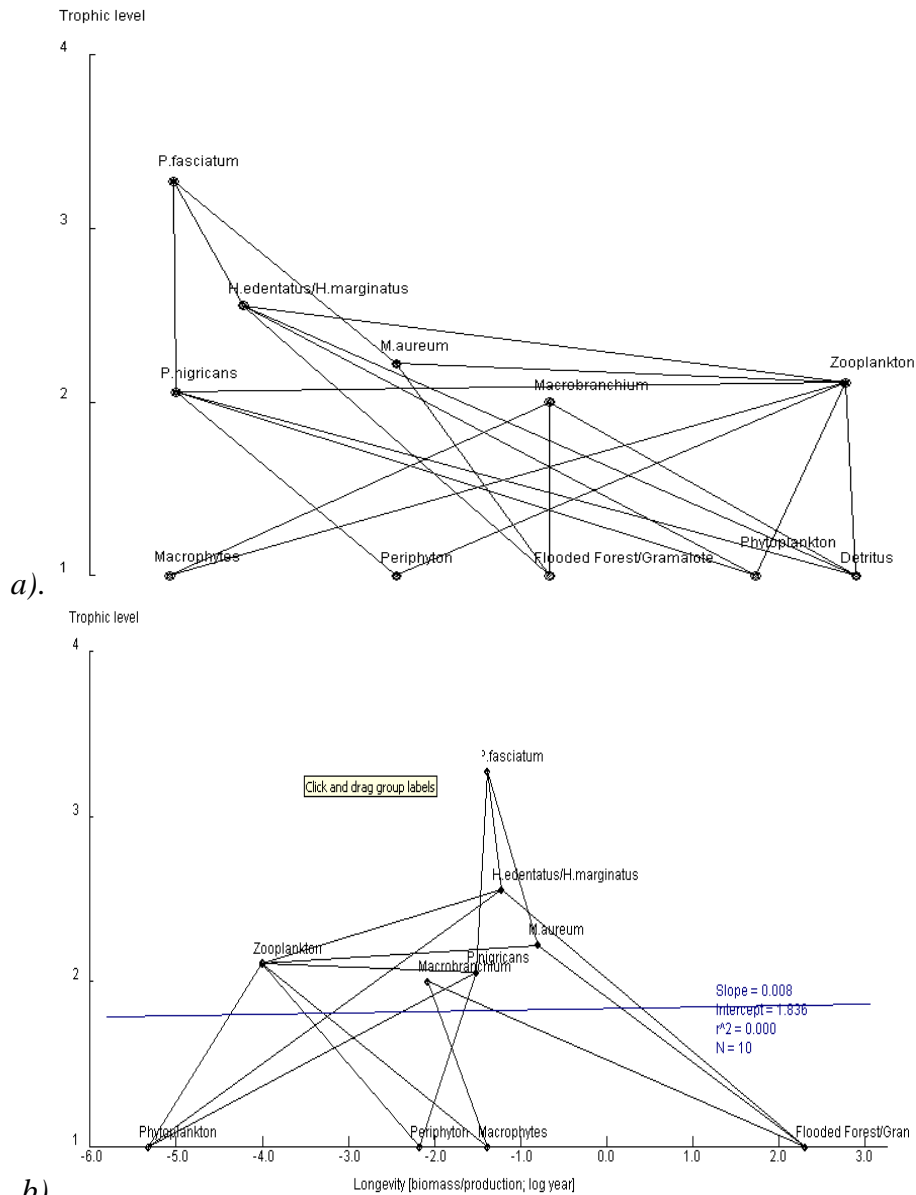 Trophic level
4
P.fasciatum
3
H.edentatus/H.marginatus
M.aureum
Zooplankton
P.nigricans
Macrobranchium
2
Phytoplankton
Macrophytes
Periphyton
Flooded Forest/Gramalote
Detritus
1
a).
Trophic level
4
P.fasciatum
Click and drag group labels
3
H.edentatus/H.marginatus
M.aureum
Zooplankton
P.nigricans
Macrobranchium
2
Slope = 0.008
Intercept = 1.836
r^2 = 0.000
N = 10
Phytoplankton
Periphyton
Macrophytes
Flooded Forest/Gran
1
-6.0 -5.0 -4.0 -3.0 -2.0 -1.0 0.0 1.0 2.0 3.0
Longevity [biomass/production; log year]
b)